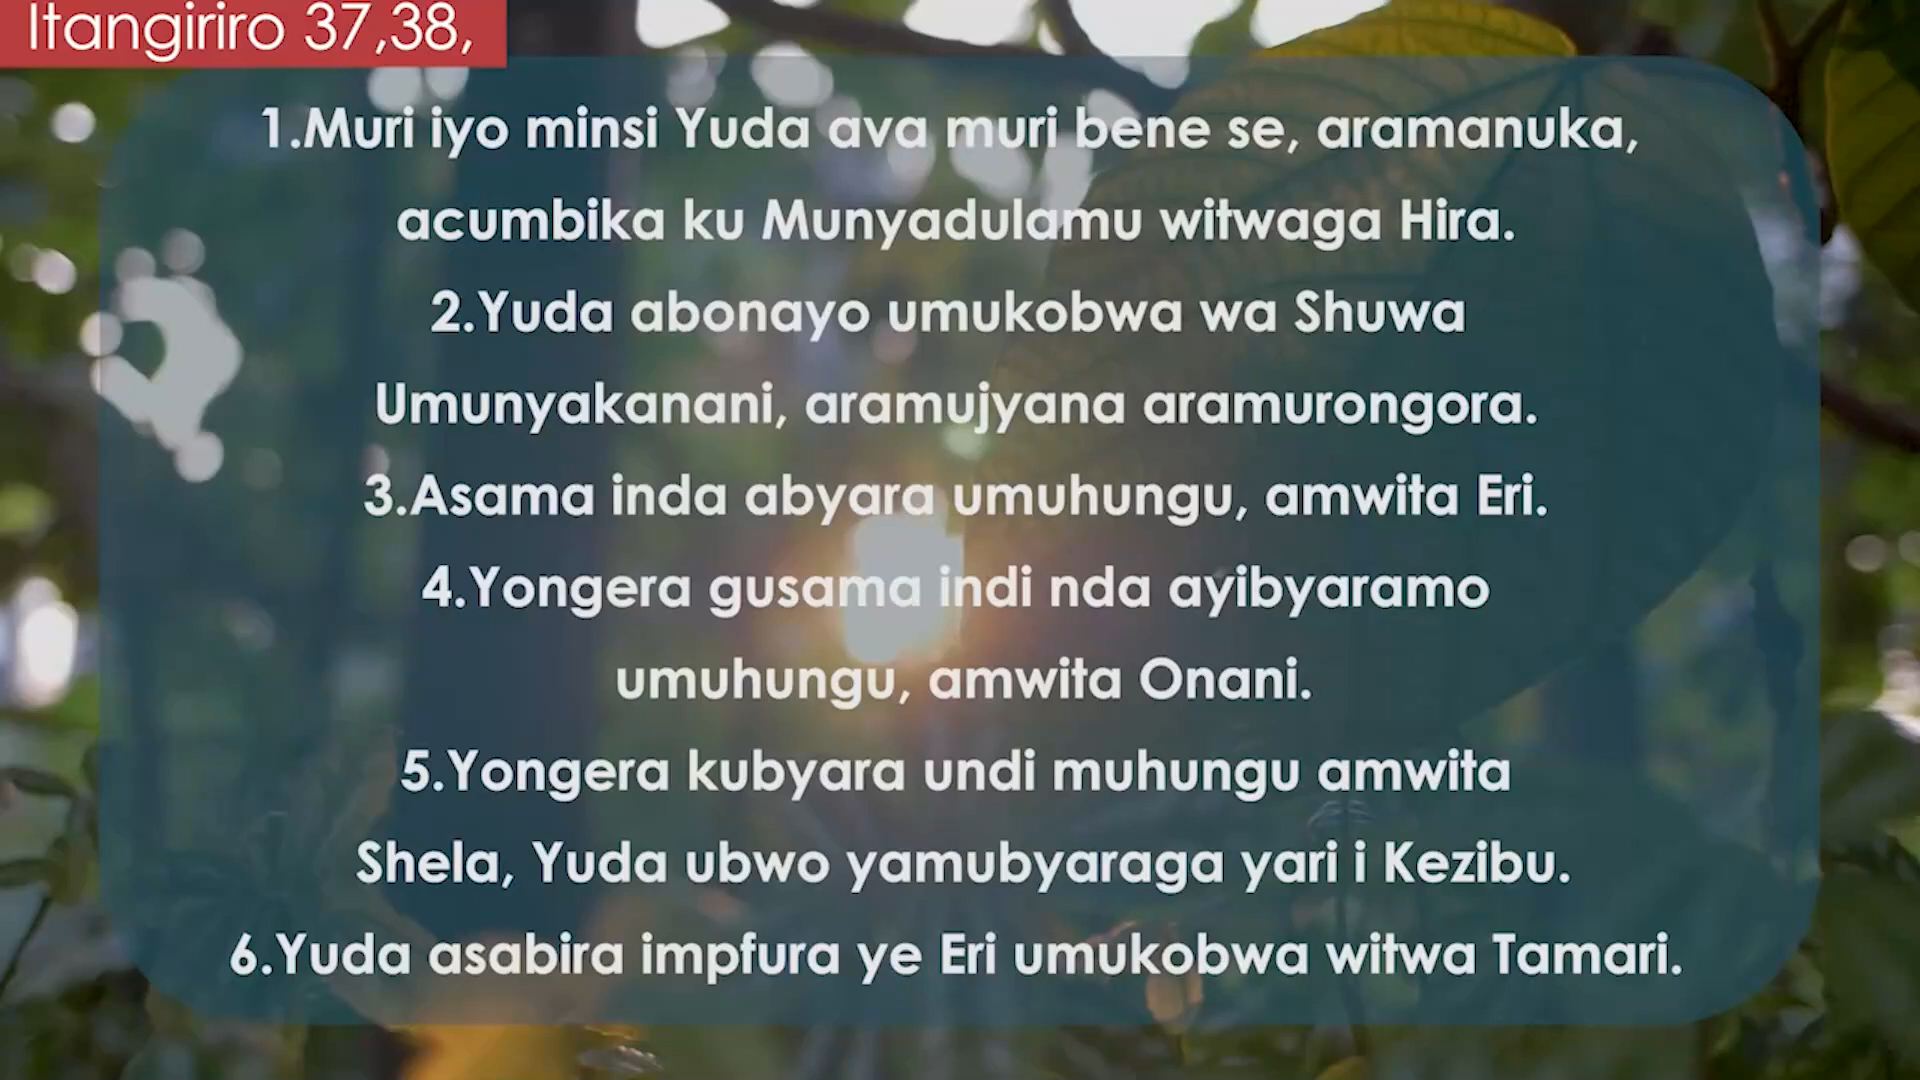 Itangiriro 37,38,
1.Muri iyo minsi Yuda ava muri bene se, aramanuka,
acumbika ku Munyadulamu witwaga Hira.
2.Yuda abonayo umukobwa wa Shuwa
Umunyakanani, aramujyana aramurongora.
3.Asama inda abyara umuhungu, amwita Eri.
4.Yongera gusama indi nda ayibyaramo
umuhungu, amwita Onani.
5.Yongera kubyara undi muhungu amwita
Shela, Yuda ubwo yamubyaraga yari i Kezibu.
6.Yuda asabira impfura ye Eri umukobwa witwa Tamari.